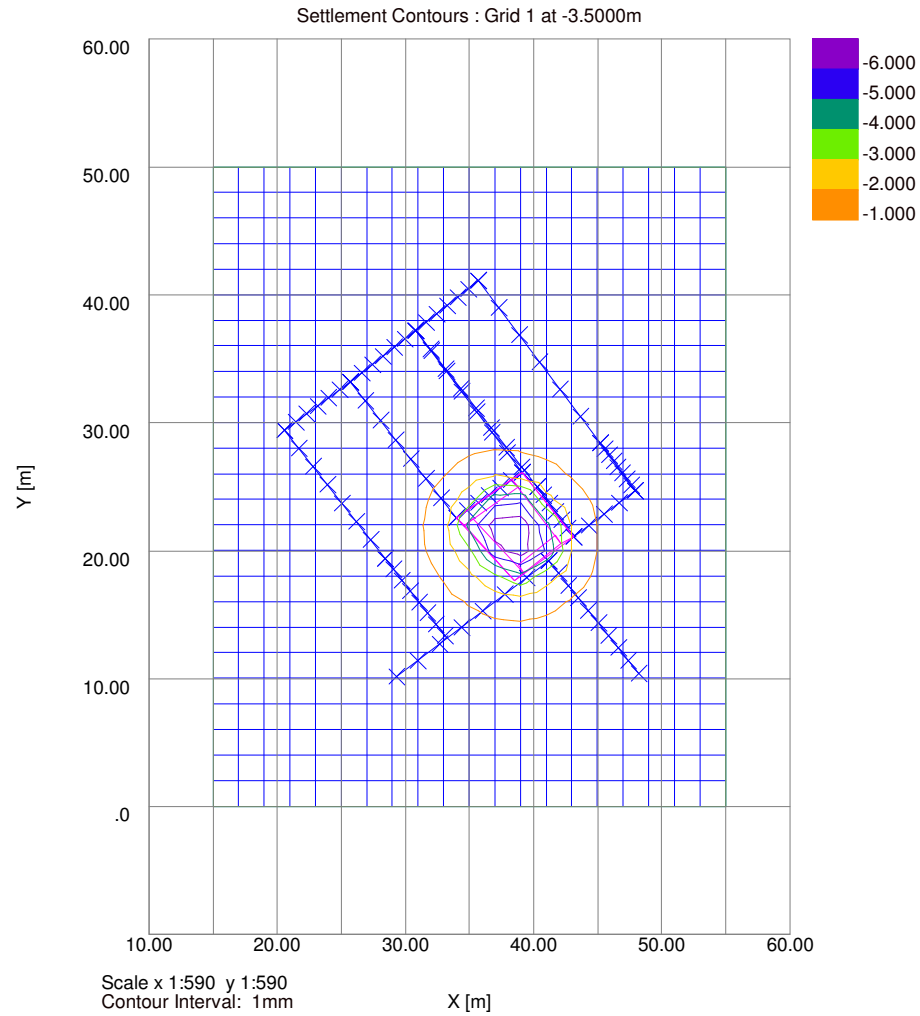 Settlement Contours : Grid 1 at -3.5000m
60.00
-6.000
-5.000
-4.000
-3.000
-2.000
-1.000
50.00
40.00
30.00
Y [m]
20.00
10.00
.0
10.00 20.00 30.00 40.00 50.00 60.00
Scale x 1:590 y 1:590
Contour Interval: 1mm
X [m]